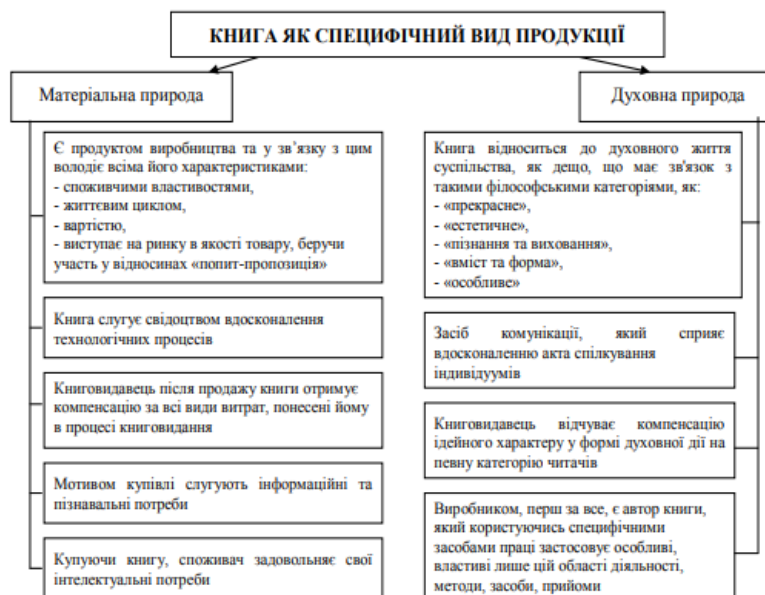 КНИГА ЯК СПЕЦИФІЧНИЙ ВИД ПРОДУКЦІЇ
Матеріальна природа
Є продуктом виробництва та у зв’язку з цим
володіє всіма його характеристиками:
- споживчими властивостями,
- життєвим циклом,
- вартістю,
- виступає на ринку в якості товару, беручи
участь у відносинах «попит-пропозиція»
Книга слугує свідоцтвом вдосконалення
технологічних процесів
Книговидавець після продажу книги отримує
компенсацію за всі види витрат, понесені йому
в процесі книговидання
Мотивом купівлі слугують інформаційні та
пізнавальні потреби
Купуючи книгу, споживач задовольняє свої
інтелектуальні потреби
Духовна природа
Книга відноситься до духовного життя
суспільства, як дещо, що має зв'язок з
такими філософськими категоріями, як:
- «прекрасне»,
- «естетичне»,
- «пізнання та виховання»,
- «вміст та форма»,
- «особливе»
Засіб комунікації, який сприяє
вдосконаленню акта спілкування
індивідуумів
Книговидавець відчуває компенсацію
ідейного характеру у формі духовної дії на
певну категорію читачів
Виробником, перш за все, є автор книги,
який користуючись специфічними
засобами праці застосовує особливі,
властиві лише цій області діяльності,
методи, засоби, прийоми